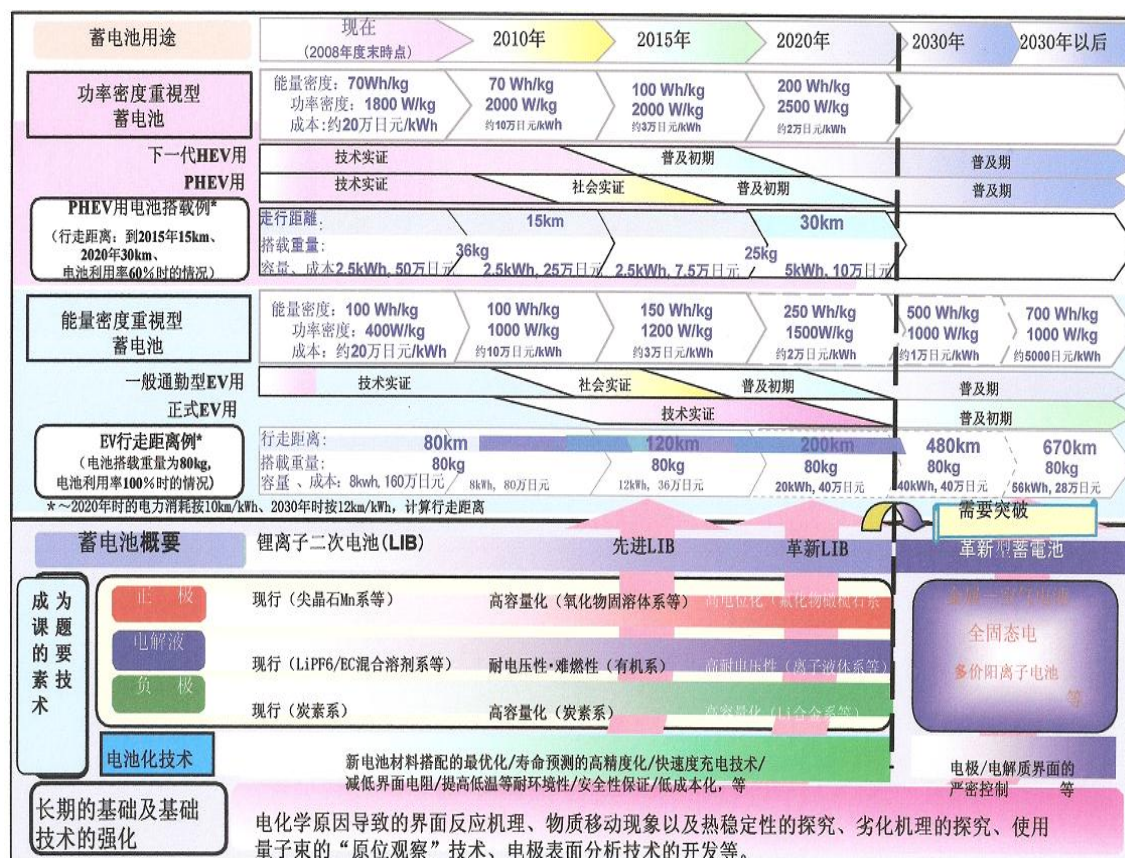 蓄电池用途
现在
(2008年度末時点)
2010年
2015年
2020年
2030年
2030年以后
功率密度重視型
蓄电池
能量密度：70Wh/kg
功率密度：1800 W/kg
成本:约20万日元/kWh
70 Wh/kg
2000 W/kg
约10万日元/kWh
100 Wh/kg
2000 W/kg
约3万日元/kWh
200 Wh/kg
2500 W/kg
约2万日元/kWh
下一代HEV用
技术实证
普及初期
普及期
PHEV用
技术实证
社会实证
普及初期
普及期
PHEV用电池搭载例*
(行走距离：到2015年15km、
2020年30km、
电池利用率60%时的情况)
走行距離:
15km
30km
搭载重量:
36kg
25kg
容量、成本2.5kWh, 50万日元
2.5kWh, 25万日元
2.5kWh, 7.5万日元
5kWh, 10万日元
能量密度重视型
蓄电池
能量密度：100 Wh/kg
功率密度：400W/kg
成本：约20万日元/kWh
100 Wh/kg
1000 W/kg
约10万日元/kWh
150 Wh/kg
1200 W/kg
约3万日元/kWh
250 Wh/kg
1500W/kg
约2万日元/kWh
500 Wh/kg
1000 W/kg
约1万日元/kWh
700 Wh/kg
1000 W/kg
约5000日元/kWh
一般通勤型EV用
技术实证
社会实证
普及初期
普及期
正式EV用
技术实证
普及初期
EV行走距离例*
(电池搭载重量为80kg,
电池利用率100%时的情况)
行走距离:
80km
120km
200km
480km
670km
搭载重量:
80kg
80kg
80kg
80kg
80kg
容量 、成本：8kwh, 160万日元
8kWh, 80万日元
12kWh, 36万日元
20kWh, 40万日元
40kWh, 40万日元
56kWh, 28万日元
*～2020年时的电力消耗按10km/kWh、2030年时按12km/kWh，计算行走距离
需要突破
蓄电池概要
锂离子二次电池(LIB)
先进LIB
革新LIB
革新型蓄電池
成为
课题
的要
素技
术
正 极
现行（尖晶石Mn系等）
高容量化（氧化物固溶体系等）
高电位化（氟化物橄榄石系
电解液
现行（LiPF6/EC混合溶剂系等）
耐电压性·难燃性（有机系）
高耐电压性（离子液体系等）
负 极
现行（炭素系）
高容量化（炭素系）
高容量化（Li合金系等）
全固态电
多价阳离子电池
等
电池化技术
新电池材料搭配的最优化/寿命预测的高精度化/快速度充电技术/
减低界面电阻/提高低温等耐环境性/安全性保证/低成本化, 等
电极/电解质界面的
严密控制 等
长期的基础及基础
技术的强化
电化学原因导致的界面反应机理、物质移动现象以及热稳定性的探究、劣化机理的探究、使用
量子束的“原位观察”技术、电极表面分析技术的开发等。